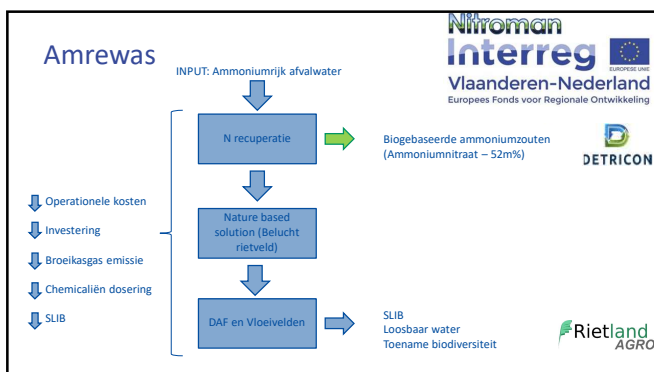 Amrewas
Nitroman
Interreg
EUROPESE UNIE
Vlaanderen-Nederland
Europees Fonds voor Regionale Ontwikkeling
INPUT: Ammoniumrijk afvalwater
N recuperatie
Biogebaseerde ammoniumzouten
(Ammoniumnitraat – 52m%)
DETRICON
Operationele kosten
Investering
Broeikasgas emissie
Chemicaliën dosering
SLIB
Nature based
solution (Belucht
rietveld)
DAF en Vloeivelden
SLIB
Loosbaar water
Toename biodiversiteit
Rietland
AGRO